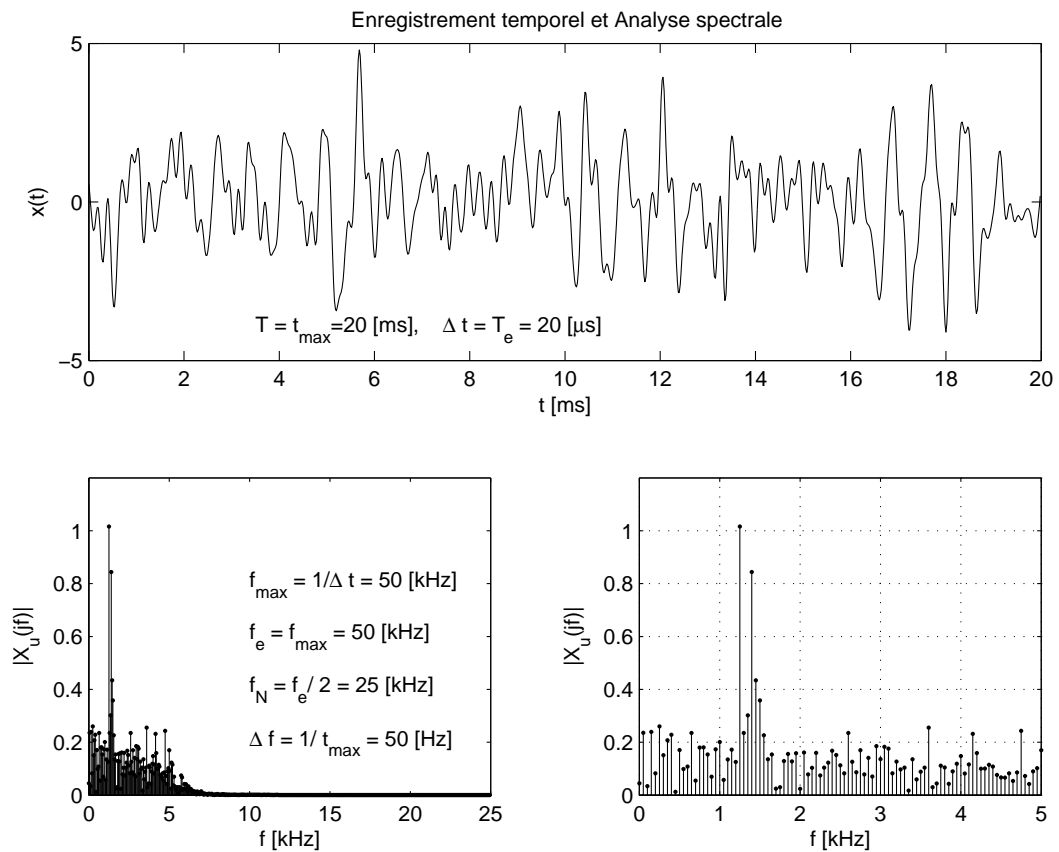 Enregistrement temporel et Analyse spectrale
5
0
−5
x(t)
T = t_max=20 [ms],    Δ t = T_e = 20 [µs]
0 2 4 6 8 10 12 14 16 18 20
t [ms]
1
0.8
0.6
0.4
0.2
0
|X_u(jf)|
f_max = 1/Δ t = 50 [kHz]
f_e = f_max = 50 [kHz]
f_N = f_e/ 2 = 25 [kHz]
Δ f = 1/ t_max = 50 [Hz]
0 5 10 15 20 25
f [kHz]
1
0.8
0.6
0.4
0.2
0
|X_u(jf)|
0 1 2 3 4 5
f [kHz]